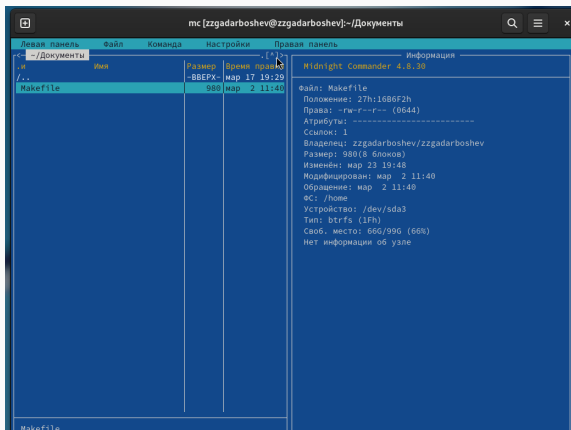 mc [zzgadarboshev@zzgadarboshev]:~/Документы
Левая панель Файл Команда Настройки Правая панель
<- ~/Документы .[^]>
.и Имя Размер Время правки
/.. -ВВЕРХ- мар 17 19:29
Makefile 980 мар 2 11:40
Makefile
Информация
Midnight Commander 4.8.30
Файл: Makefile
Положение: 27h:16B6F2h
Права: -rw-r--r-- (0644)
Атрибуты: ------------------------
Ссылок: 1
Владелец: zzgadarboshev/zzgadarboshev
Размер: 980(8 блоков)
Изменён: мар 23 19:48
Модифицирован: мар 2 11:40
Обращение: мар 2 11:40
ФС: /home
Устройство: /dev/sda3
Тип: btrfs (1Fh)
Своб. место: 66G/99G (66%)
Нет информации об узле